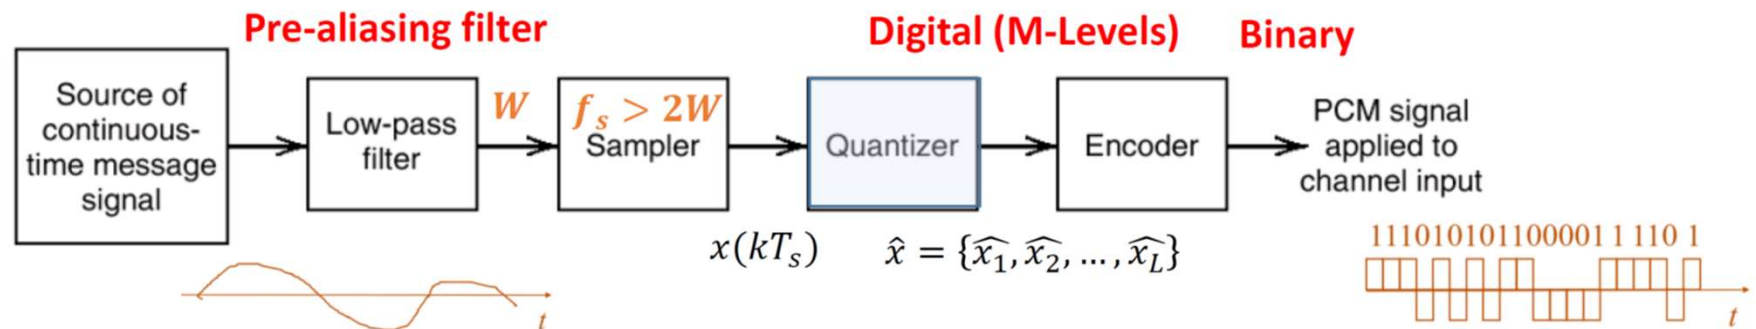 Pre-aliasing filter
Digital (M-Levels)
Binary
Source of
continuous-
time message
signal
Low-pass
filter
W
f_s > 2W
Sampler
Quantizer
Encoder
PCM signal
applied to
channel input
x(kT_s)
x̂ = {x̂_1, x̂_2, ..., x̂_L}
1110101011000011 110 1
t
t